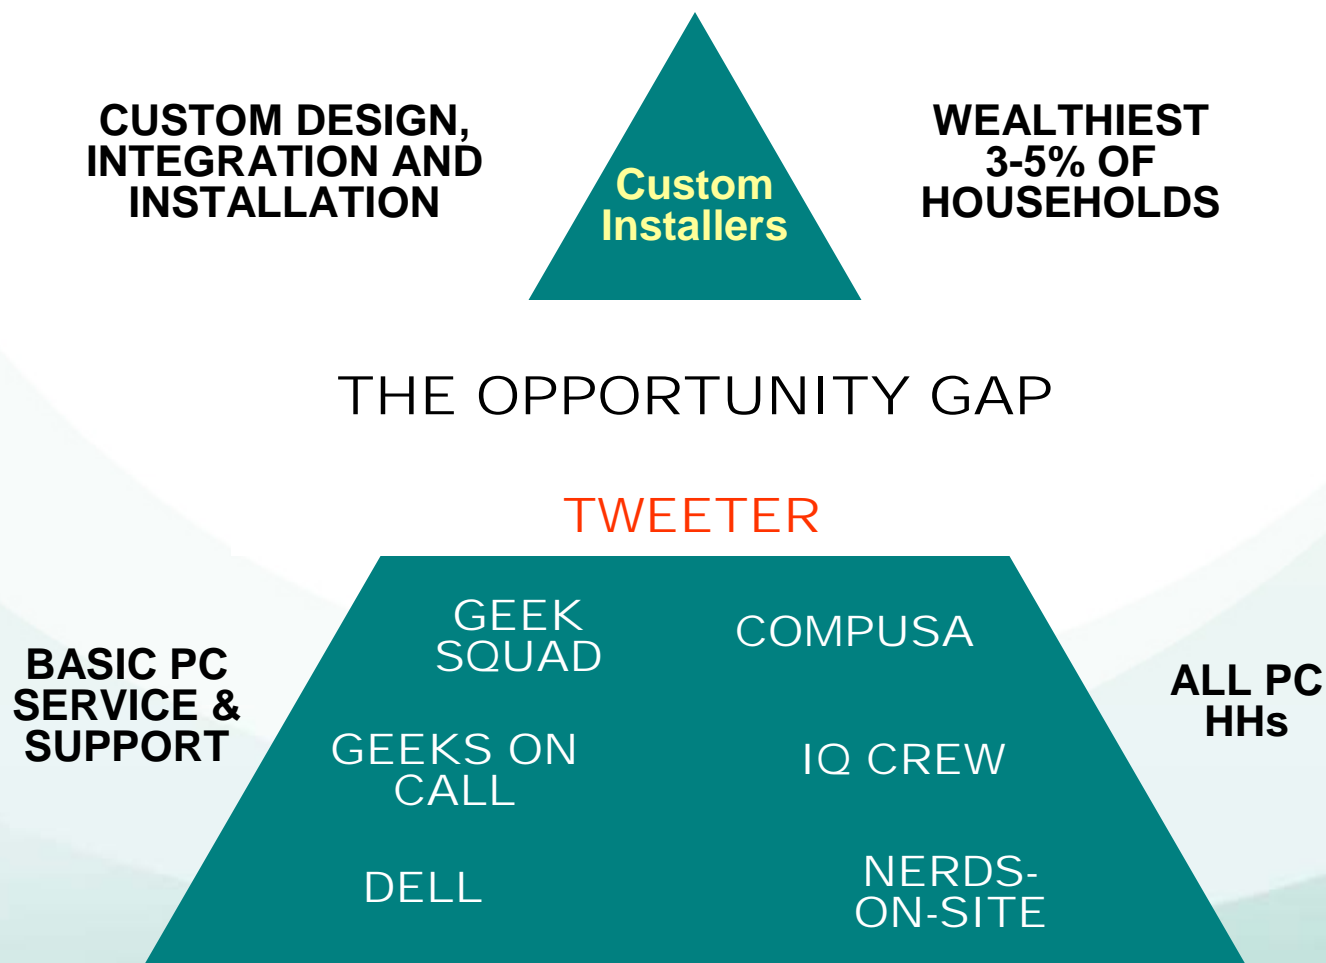 CUSTOM DESIGN,
INTEGRATION AND
INSTALLATION
Custom
Installers
WEALTHIEST
3-5% OF
HOUSEHOLDS
THE OPPORTUNITY GAP
TWEETER
BASIC PC
SERVICE &
SUPPORT
GEEK
SQUAD
COMPUSA
GEEKS ON
CALL
IQ CREW
DELL
NERDS-
ON-SITE
ALL PC
HHs